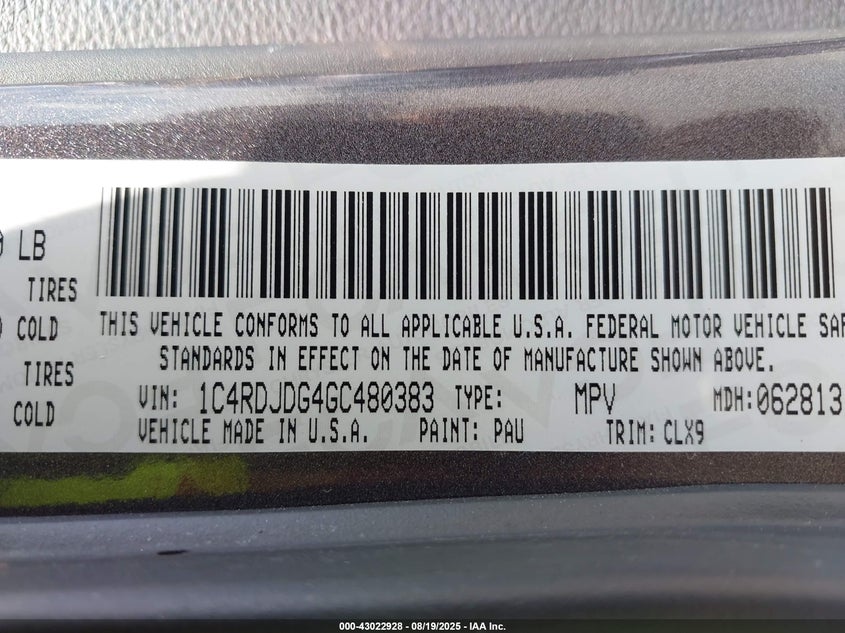 LB
TIRES
COLD
THIS VEHICLE CONFORMS TO ALL APPLICABLE U.S.A. FEDERAL MOTOR VEHICLE SAF
STANDARDS IN EFFECT ON THE DATE OF MANUFACTURE SHOWN ABOVE.
TIRES
VIN: 1C4RDJDG4GC480383 TYPE: MPV MDH:062813
COLD
VEHICLE MADE IN U.S.A. PAINT: PAU TRIM: CLX9
000-43022928 - 08/19/2025 - IAA Inc.